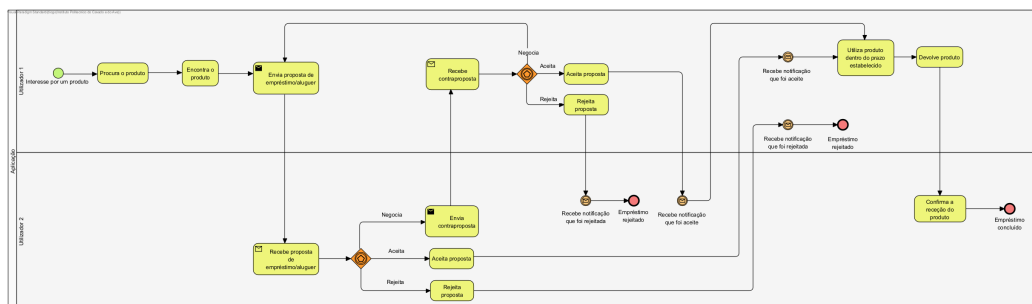 Aplicação
Utilizador 1
Interesse por um produto
Procura o produto
Encontra o
produto
Envia proposta de
empréstimo/aluguer
Recebe
contraproposta
Negocia
Aceita
Aceita proposta
Rejeita
Rejeita
proposta
Recebe notificação
que foi aceite
Utiliza produto
dentro do prazo
estabelecido
Devolve produto
Recebe notificação
que foi rejeitada
Empréstimo
rejeitado
Utilizador 2
Recebe proposta
de
empréstimo/aluguer
Negocia
Envia
contraproposta
Aceita
Aceita proposta
Rejeita
Rejeita
proposta
Recebe notificação
que foi rejeitada
Empréstimo
rejeitado
Recebe notificação
que foi aceite
Confirma a
receção do
produto
Empréstimo
concluído